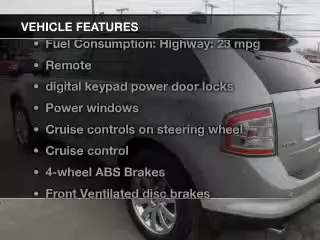 VEHICLE FEATURES
• Fuel Consumption: Highway: 23 mpg
• Remote
• digital keypad power door locks
• Power windows
• Cruise controls on steering wheel
• Cruise control
• 4-wheel ABS Brakes
• Front Ventilated disc brakes